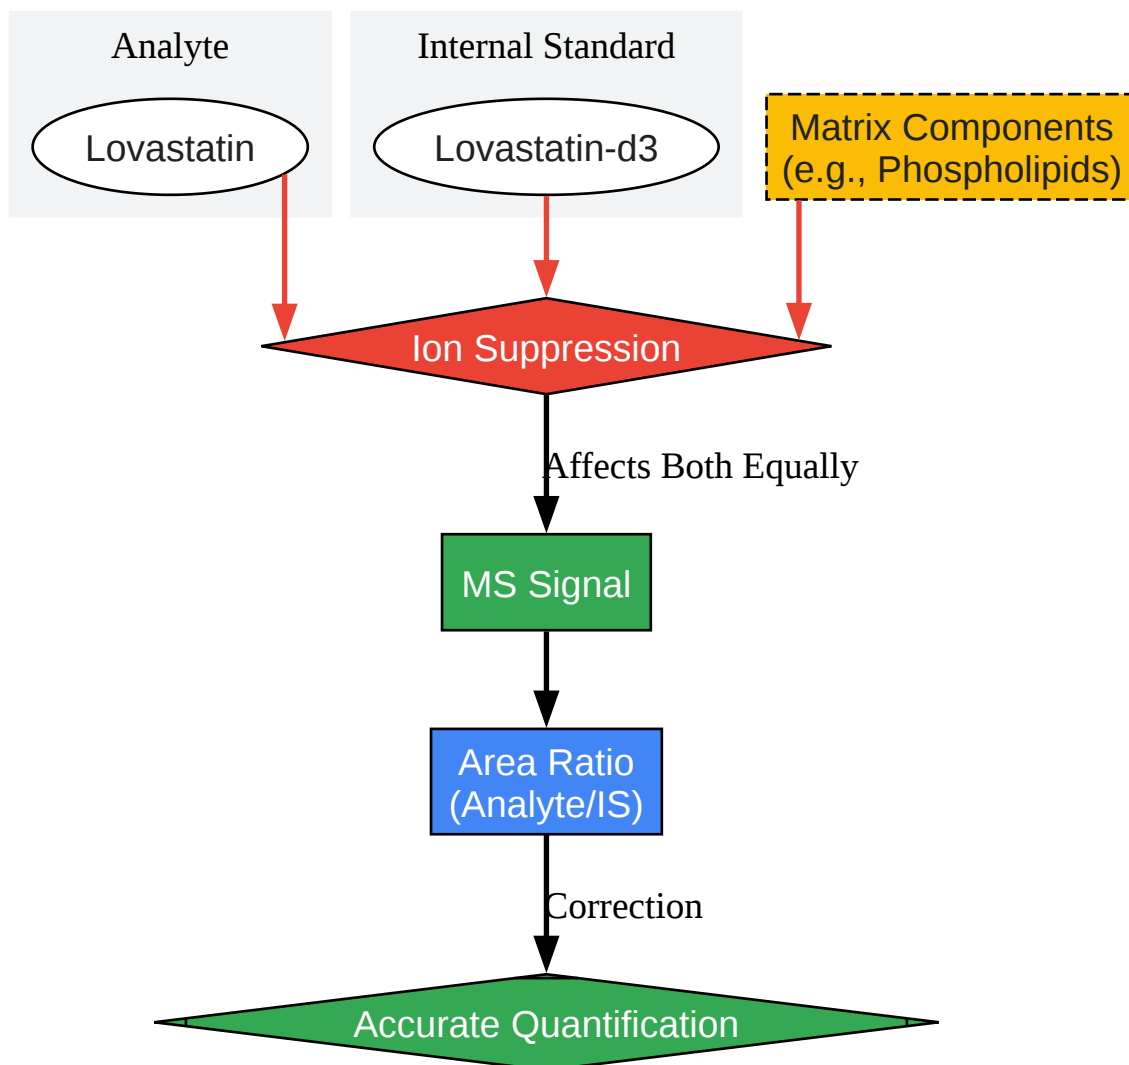 Analyte
Internal Standard
Lovastatin
Lovastatin-d3
Matrix Components
(e.g., Phospholipids)
Ion Suppression
Affects Both Equally
MS Signal
Area Ratio
(Analyte/IS)
Correction
Accurate Quantification